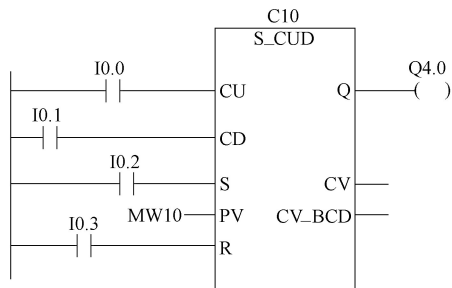 C10
S_CUD
I0.0
CU
Q
Q4.0
( )
I0.1
CD
I0.2
S
CV
MW10
PV
CV_BCD
I0.3
R